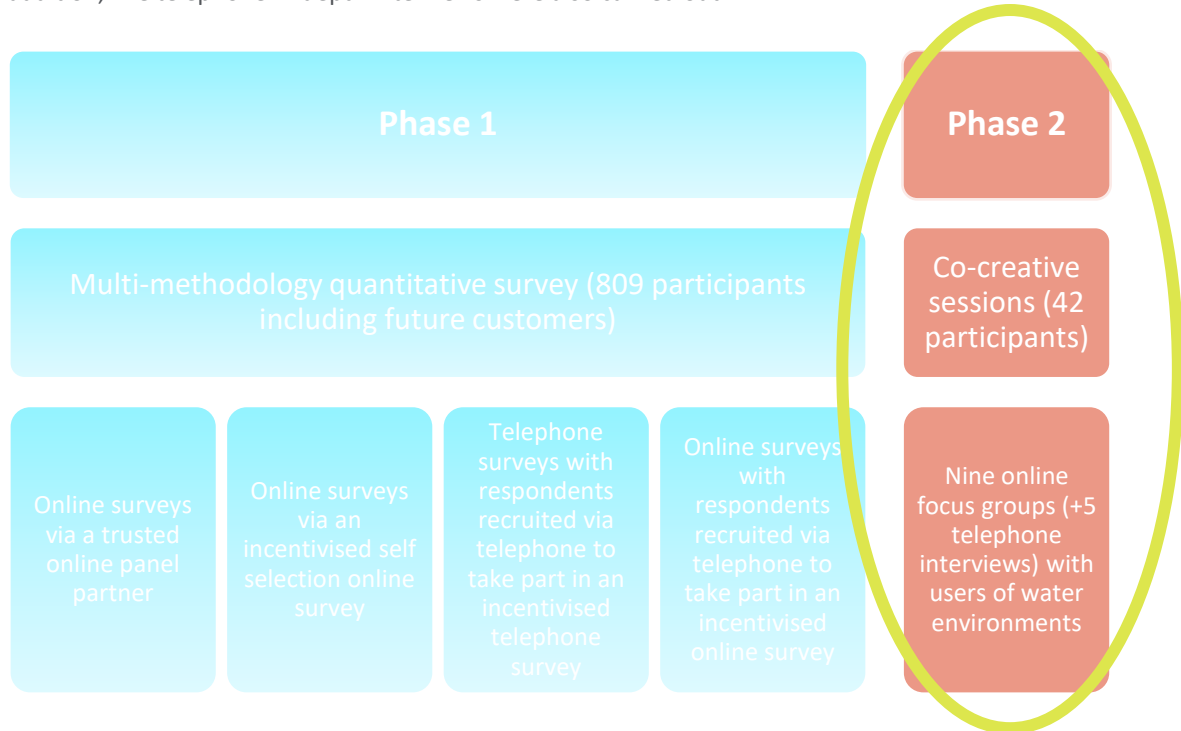 Phase 1
Phase 2
Multi-methodology quantitative survey (809 participants
including future customers)
Co-creative
sessions (42
participants)
Online surveys
via a trusted
online panel
partner
Online surveys
via an
incentivised self
selection online
survey
Telephone
surveys with
respondents
recruited via
telephone to
take part in an
incentivised
telephone
survey
Online surveys
with
respondents
recruited via
telephone to
take part in an
incentivised
online survey
Nine online
focus groups (+5
telephone
interviews) with
users of water
environments